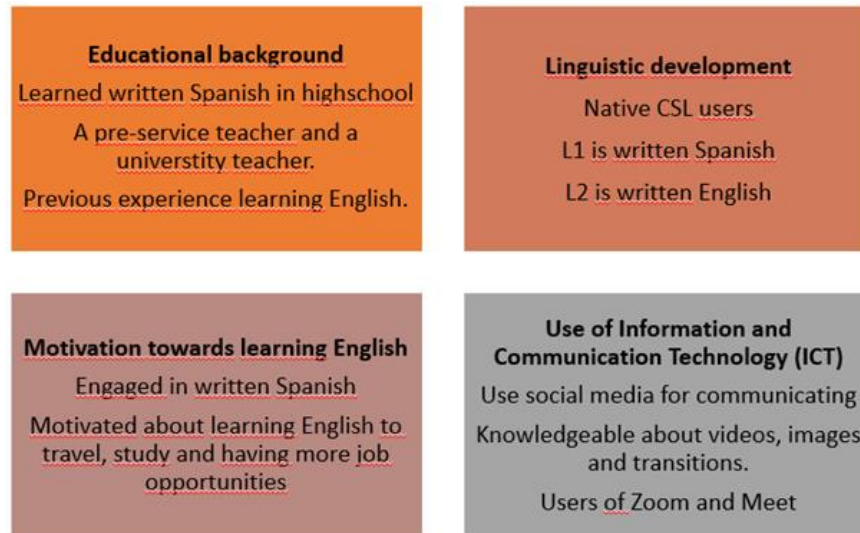 Educational background
Learned written Spanish in highschool
A pre-service teacher and a
universtity teacher.
Previous experience learning English.
Linguistic development
Native CSL users
L1 is written Spanish
L2 is written English
Motivation towards learning English
Engaged in written Spanish
Motivated about learning English to
travel, study and having more job
opportunities
Use of Information and
Communication Technology (ICT)
Use social media for communicating
Knowledgeable about videos, images
and transitions.
Users of Zoom and Meet